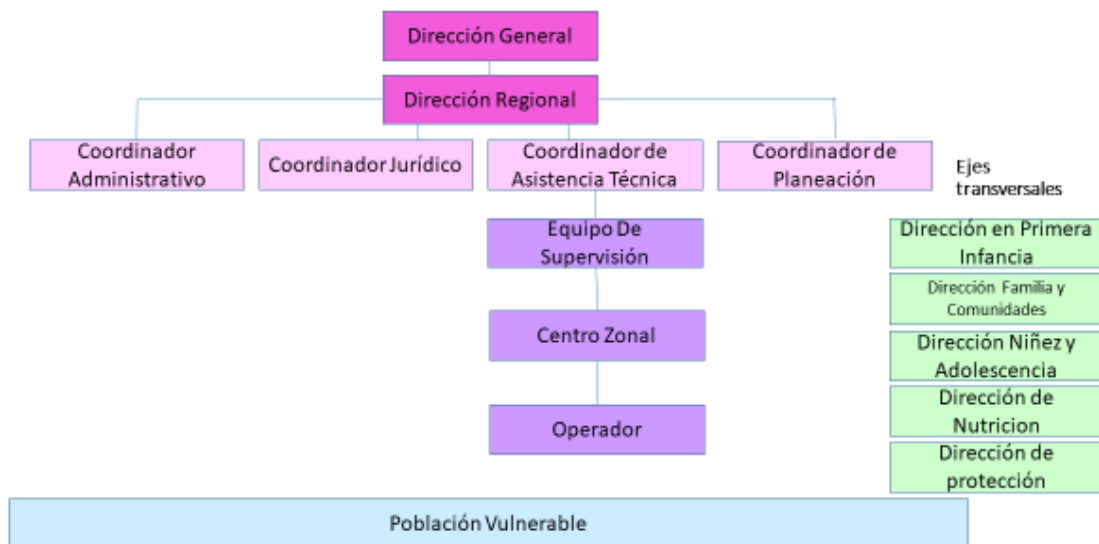 Dirección General
Dirección Regional
Coordinador
Administrativo
Coordinador Jurídico
Coordinador de
Asistencia Técnica
Coordinador de
Planeación
Ejes
transversales
Equipo De
Supervisión
Centro Zonal
Operador
Dirección en Primera
Infancia
Dirección Familia y
Comunidades
Dirección Niñez y
Adolescencia
Dirección de
Nutricion
Dirección de
protección
Población Vulnerable